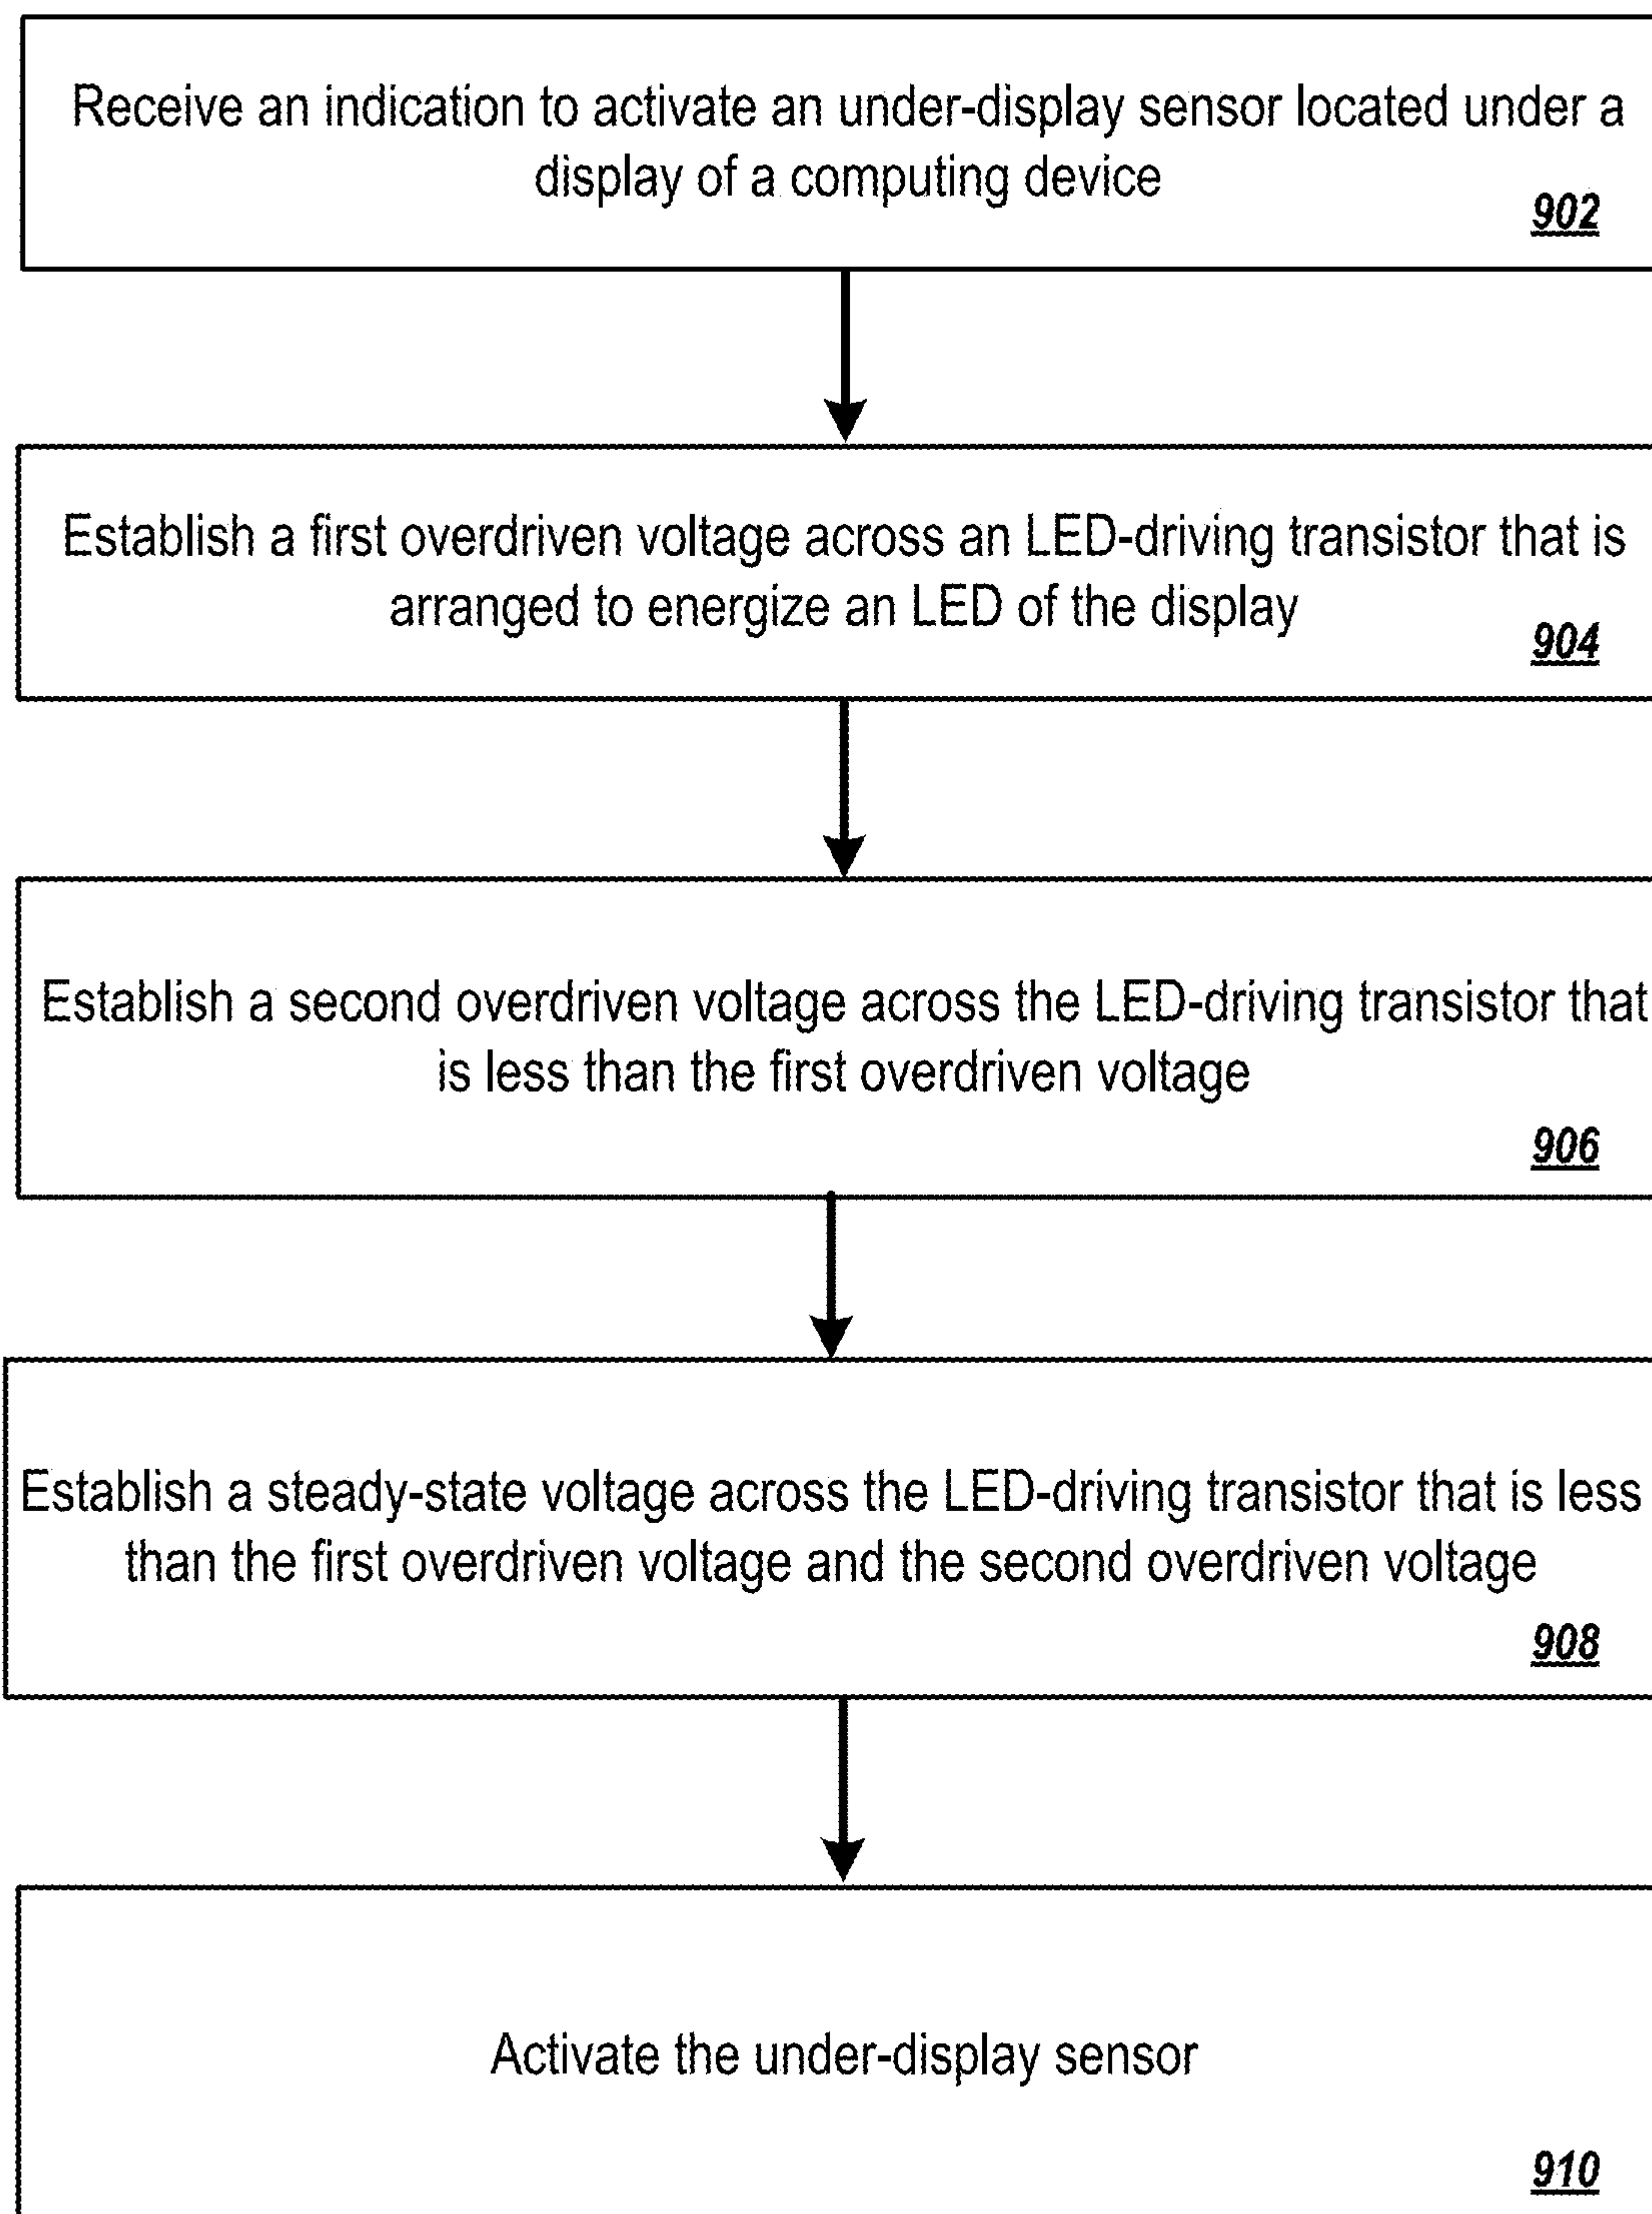 Receive an indication to activate an under-display sensor located under a
display of a computing device
902
Establish a first overdriven voltage across an LED-driving transistor that is
arranged to energize an LED of the display
904
Establish a second overdriven voltage across the LED-driving transistor that
is less than the first overdriven voltage
906
Establish a steady-state voltage across the LED-driving transistor that is less
than the first overdriven voltage and the second overdriven voltage
908
Activate the under-display sensor
910